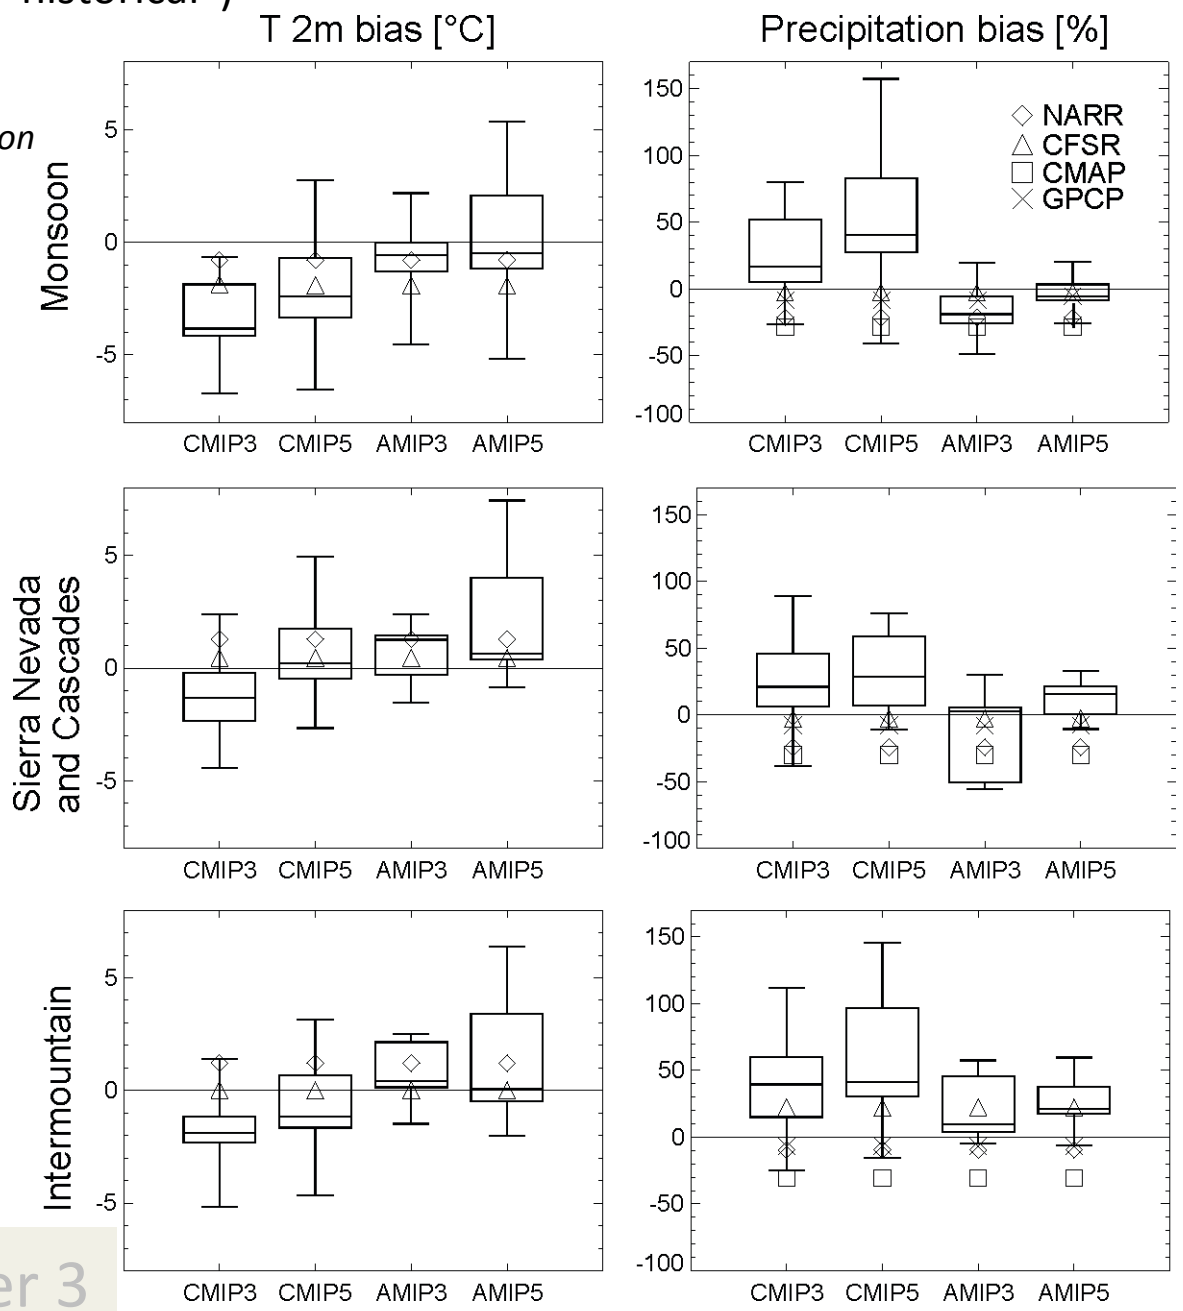 T 2m bias [°C]
Precipitation bias [%]
on
Monsoon
5
0
-5
CMIP3 CMIP5 AMIP3 AMIP5
150
100
50
0
-50
-100
NARR
CFSR
CMAP
GPCP
CMIP3 CMIP5 AMIP3 AMIP5
Sierra Nevada
and Cascades
5
0
-5
CMIP3 CMIP5 AMIP3 AMIP5
150
100
50
0
-50
-100
CMIP3 CMIP5 AMIP3 AMIP5
Intermountain
5
0
-5
CMIP3 CMIP5 AMIP3 AMIP5
150
100
50
0
-50
-100
CMIP3 CMIP5 AMIP3 AMIP5
er 3